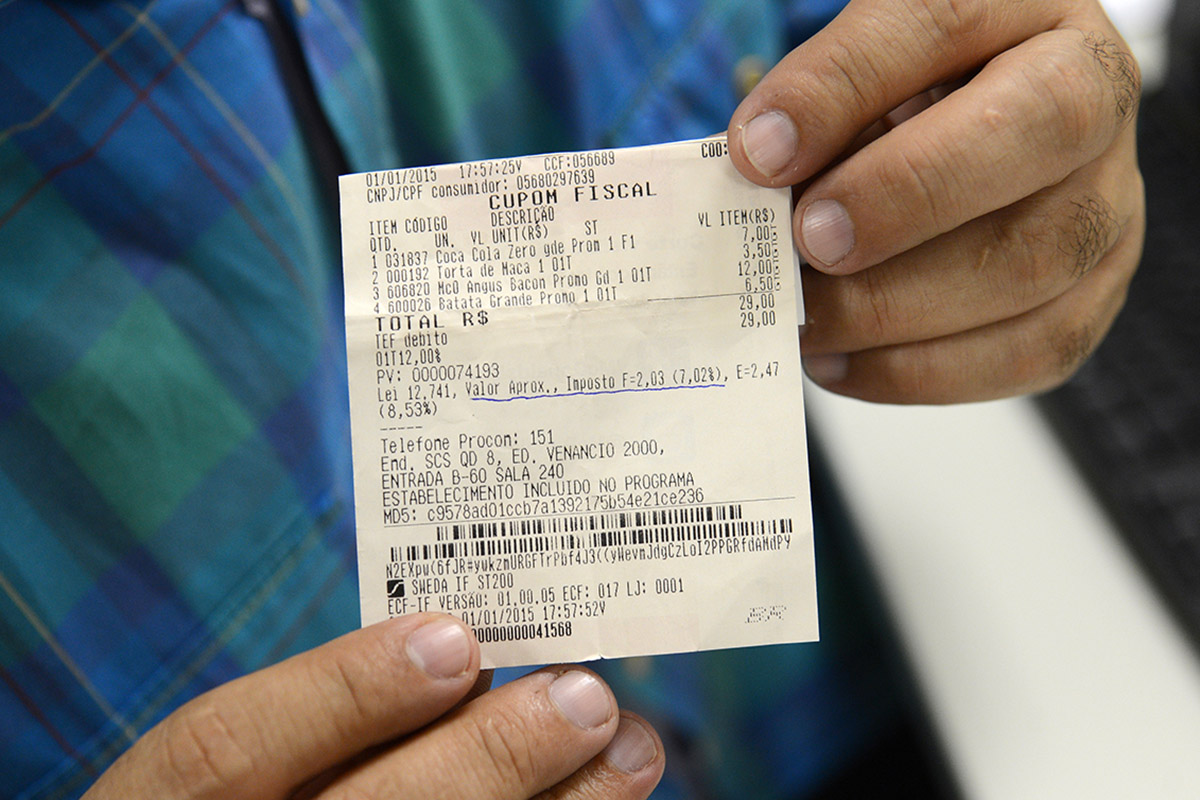 01/01/2015 17:57:25V CCF:056689 COO:
CNPJ/CPF consumidor: 05680297639
CUPOM FISCAL
ITEM CÓDIGO DESCRIÇÃO
QTD. UN. VL UNIT(R$) ST VL ITEM(R$)
1 031837 Coca Cola Zero gde Prom 1 F1 7,00
2 000192 Torta de Maca 1 01T 3,50
3 606820 McO Angus Bacon Promo Gd 1 01T 12,00
4 600026 Batata Grande Promo 1 01T 6,50
TOTAL R$ 29,00
TEF debito 29,00
01T12,00%
PV: 0000074193
Lei 12.741, Valor Aprox., Imposto F=2,03 (7,02%), E=2,47
(8,53%)
-----
Telefone Procon: 151
End. SCS QD 8, ED. VENANCIO 2000,
ENTRADA B-60 SALA 240
ESTABELECIMENTO INCLUIDO NO PROGRAMA
MD5: c9578ad01ccb7a1392175b54e21ce236
SWEDA IF ST200
ECF-IF VERSÃO: 01.00.05 ECF: 017 LJ: 0001
01/01/2015 17:57:52V
00000000041568
BR